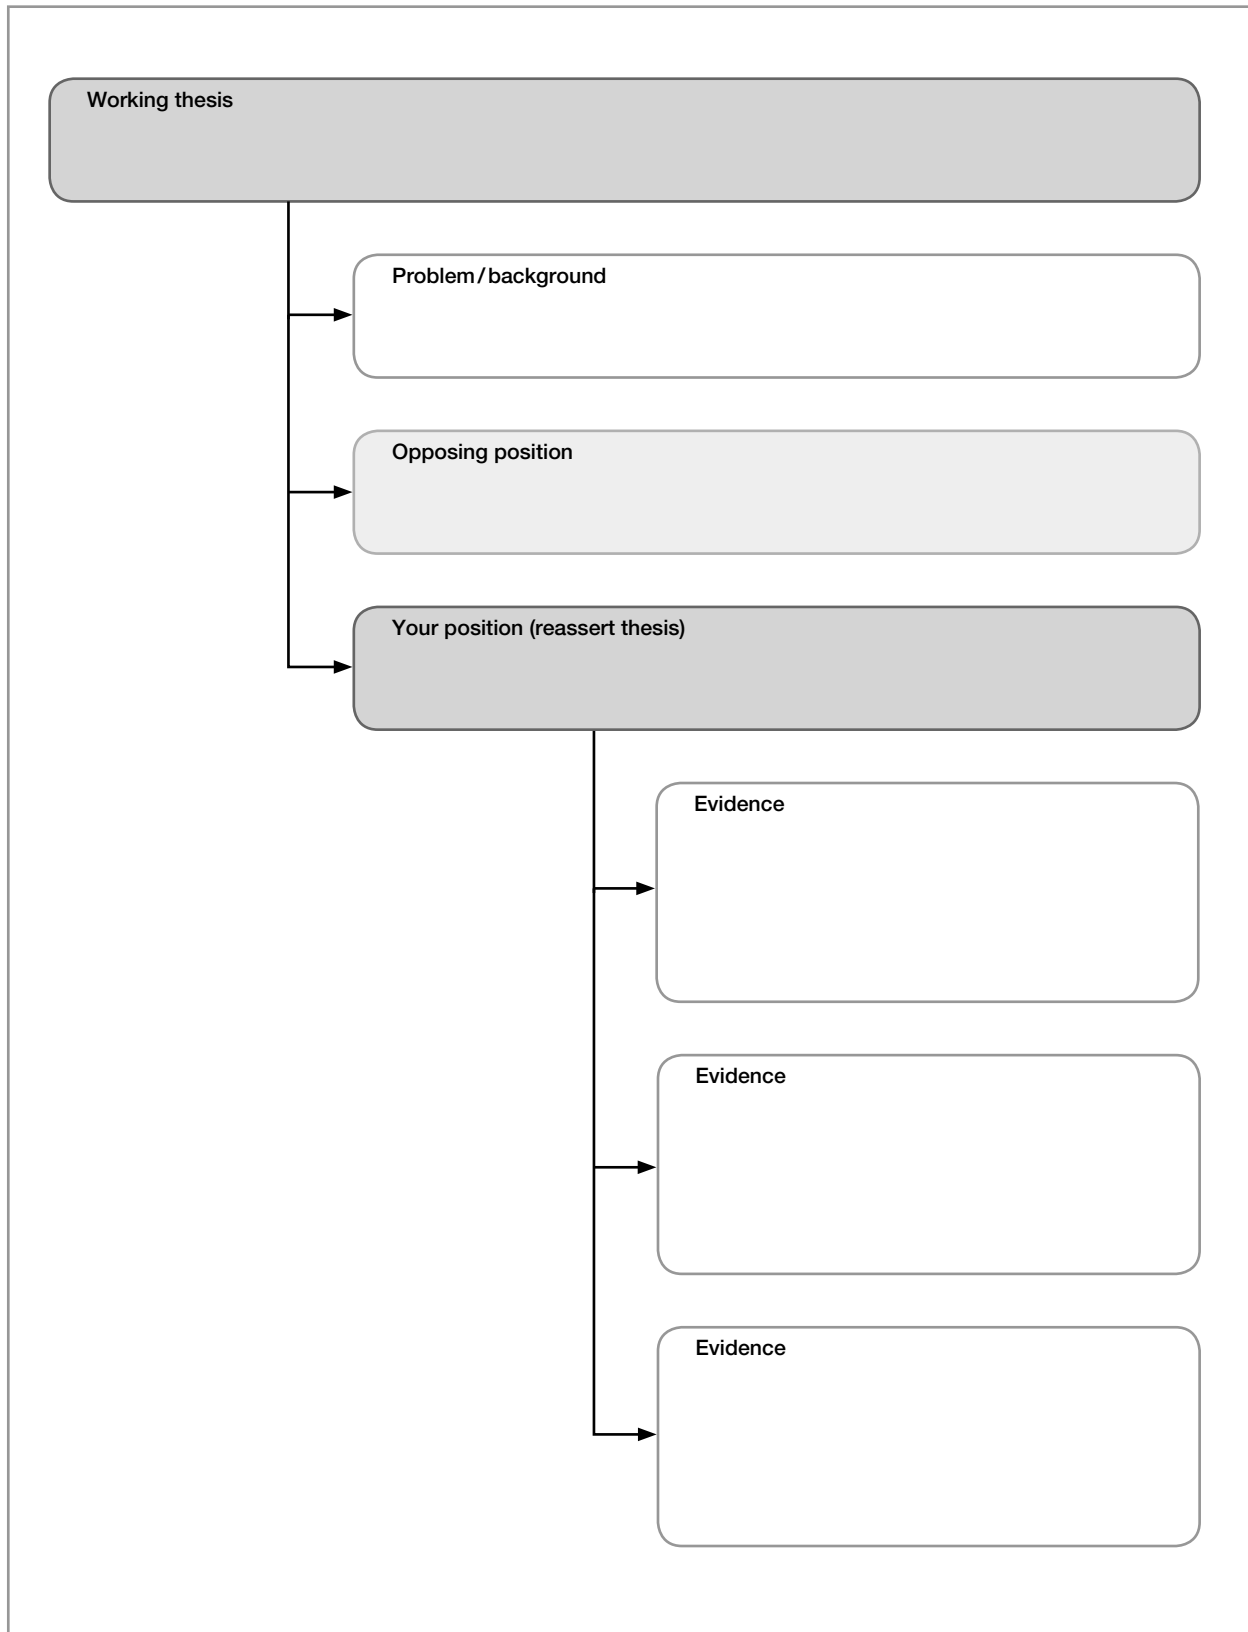 Working thesis
Problem/background
Opposing position
Your position (reassert thesis)
Evidence
Evidence
Evidence